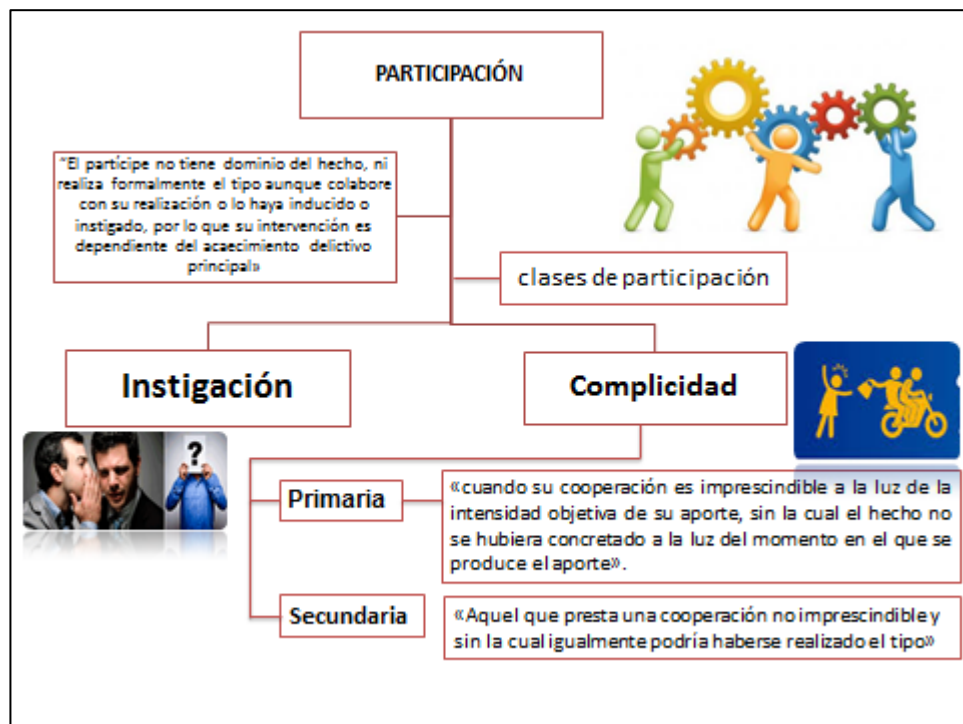 PARTICIPACIÓN
“El partícipe no tiene dominio del hecho, ni
realiza formalmente el tipo aunque colabore
con su realización o lo haya inducido o
instigado, por lo que su intervención es
dependiente del acaecimiento delictivo
principal»
clases de participación
Instigación
Complicidad
?
Primaria
«cuando su cooperación es imprescindible a la luz de la
intensidad objetiva de su aporte, sin la cual el hecho no
se hubiera concretado a la luz del momento en el que se
produce el aporte».
Secundaria
«Aquel que presta una cooperación no imprescindible y
sin la cual igualmente podría haberse realizado el tipo»